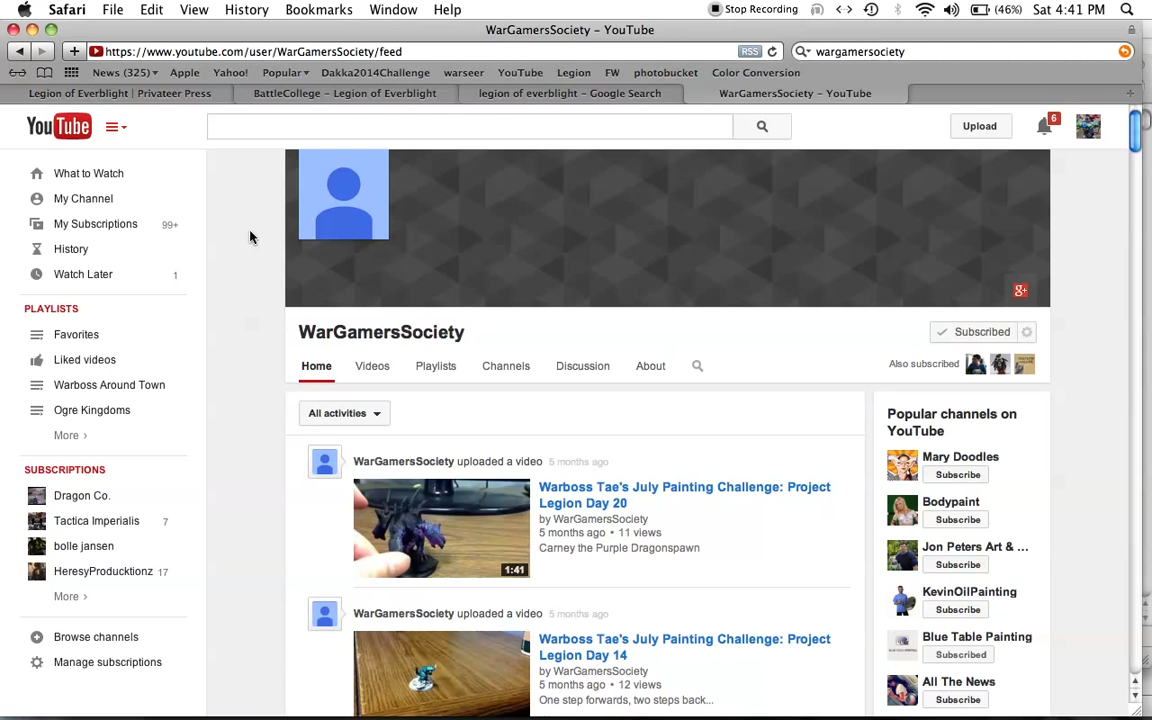 Safari File Edit View History Bookmarks Window Help Stop Recording (46%) Sat 4:41 PM
WarGamersSociety – YouTube
https://www.youtube.com/user/WarGamersSociety/feed RSS wargamersociety
News (325) Apple Yahoo! Popular Dakka2014Challenge warseer YouTube Legion FW photobucket Color Conversion
Legion of Everblight | Privateer Press BattleCollege – Legion of Everblight legion of everblight – Google Search WarGamersSociety – YouTube
YouTube Upload 6
What to Watch
My Channel
My Subscriptions 99+
History
Watch Later 1
PLAYLISTS
Favorites
Liked videos
Warboss Around Town
Ogre Kingdoms
More ›
SUBSCRIPTIONS
Dragon Co.
Tactica Imperialis 7
bolle jansen
HeresyProducktionz 17
More ›
Browse channels
Manage subscriptions
g+
WarGamersSociety Subscribed
Home Videos Playlists Channels Discussion About Also subscribed
All activities
WarGamersSociety uploaded a video 5 months ago
Warboss Tae's July Painting Challenge: Project
Legion Day 20
by WarGamersSociety
5 months ago • 11 views
Carney the Purple Dragonspawn
1:41
WarGamersSociety uploaded a video 5 months ago
Warboss Tae's July Painting Challenge: Project
Legion Day 14
by WarGamersSociety
5 months ago • 12 views
One step forwards, two steps back...
Popular channels on
YouTube
Mary Doodles
Subscribe
Bodypaint
Subscribe
Jon Peters Art & ...
Subscribe
KevinOilPainting
Subscribe
Blue Table Painting
Subscribed
All The News
Subscribe